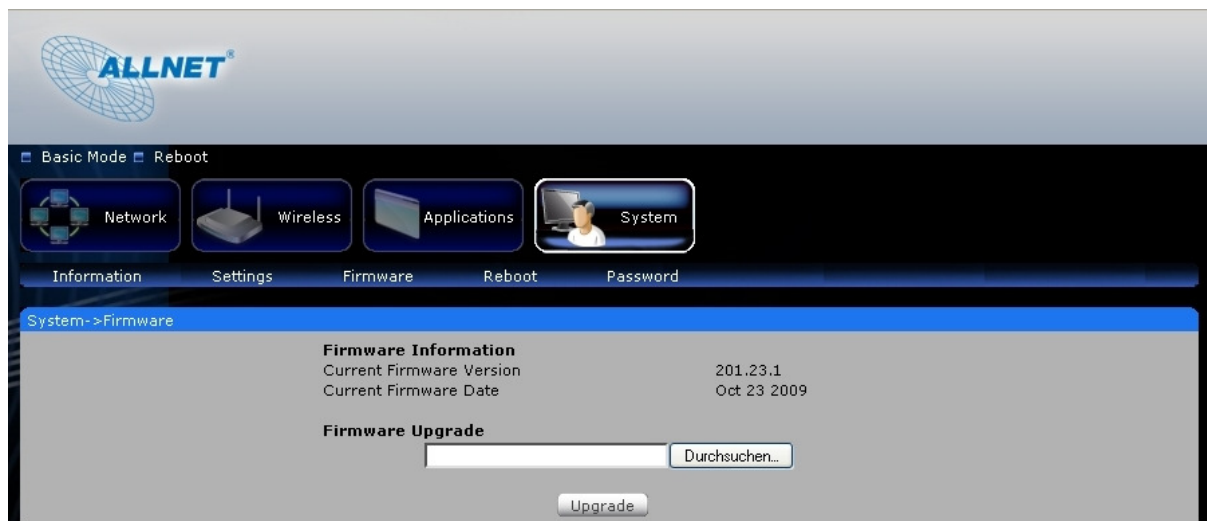 ALLNET®
Basic Mode Reboot
Network Wireless Applications System
Information Settings Firmware Reboot Password
System->Firmware
Firmware Information
Current Firmware Version 201.23.1
Current Firmware Date Oct 23 2009
Firmware Upgrade
Durchsuchen...
Upgrade